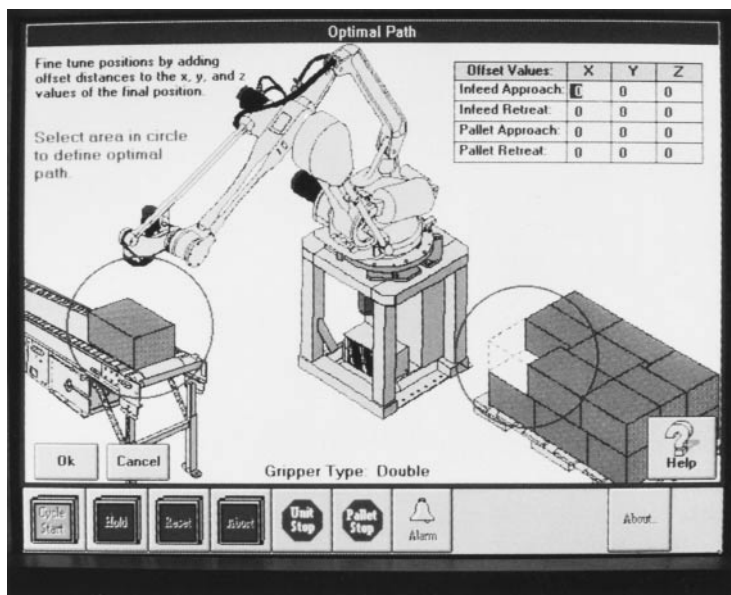 Optimal Path
Fine tune positions by adding
offset distances to the x, y, and z
values of the final position.
Select area in circle
to define optimal
path.
Offset Values: X Y Z
Infeed Approach: 0 0 0
Infeed Retreat: 0 0 0
Pallet Approach: 0 0 0
Pallet Retreat: 0 0 0
Ok Cancel
Gripper Type: Double
Help
Cycle
Start
Hold
Reset
Abort
Unit
Stop
Pallet
Stop
Alarm
About...